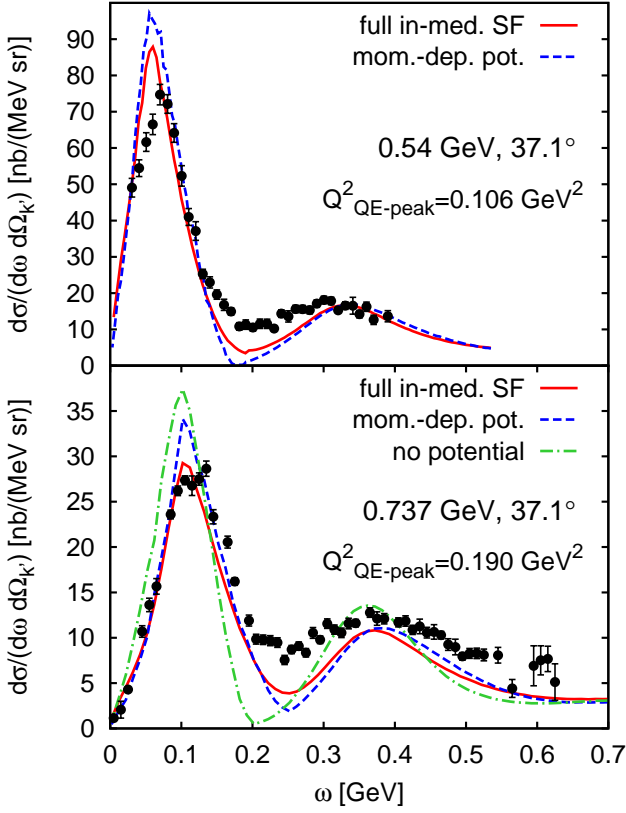 full in-med. SF
mom.-dep. pot.
0.54 GeV, 37.1°
Q²QE-peak=0.106 GeV²
dσ/(dω dΩk') [nb/(MeV sr)]
90
80
70
60
50
40
30
20
10
0
full in-med. SF
mom.-dep. pot.
no potential
0.737 GeV, 37.1°
Q²QE-peak=0.190 GeV²
dσ/(dω dΩk') [nb/(MeV sr)]
35
30
25
20
15
10
5
0
0 0.1 0.2 0.3 0.4 0.5 0.6 0.7
ω [GeV]